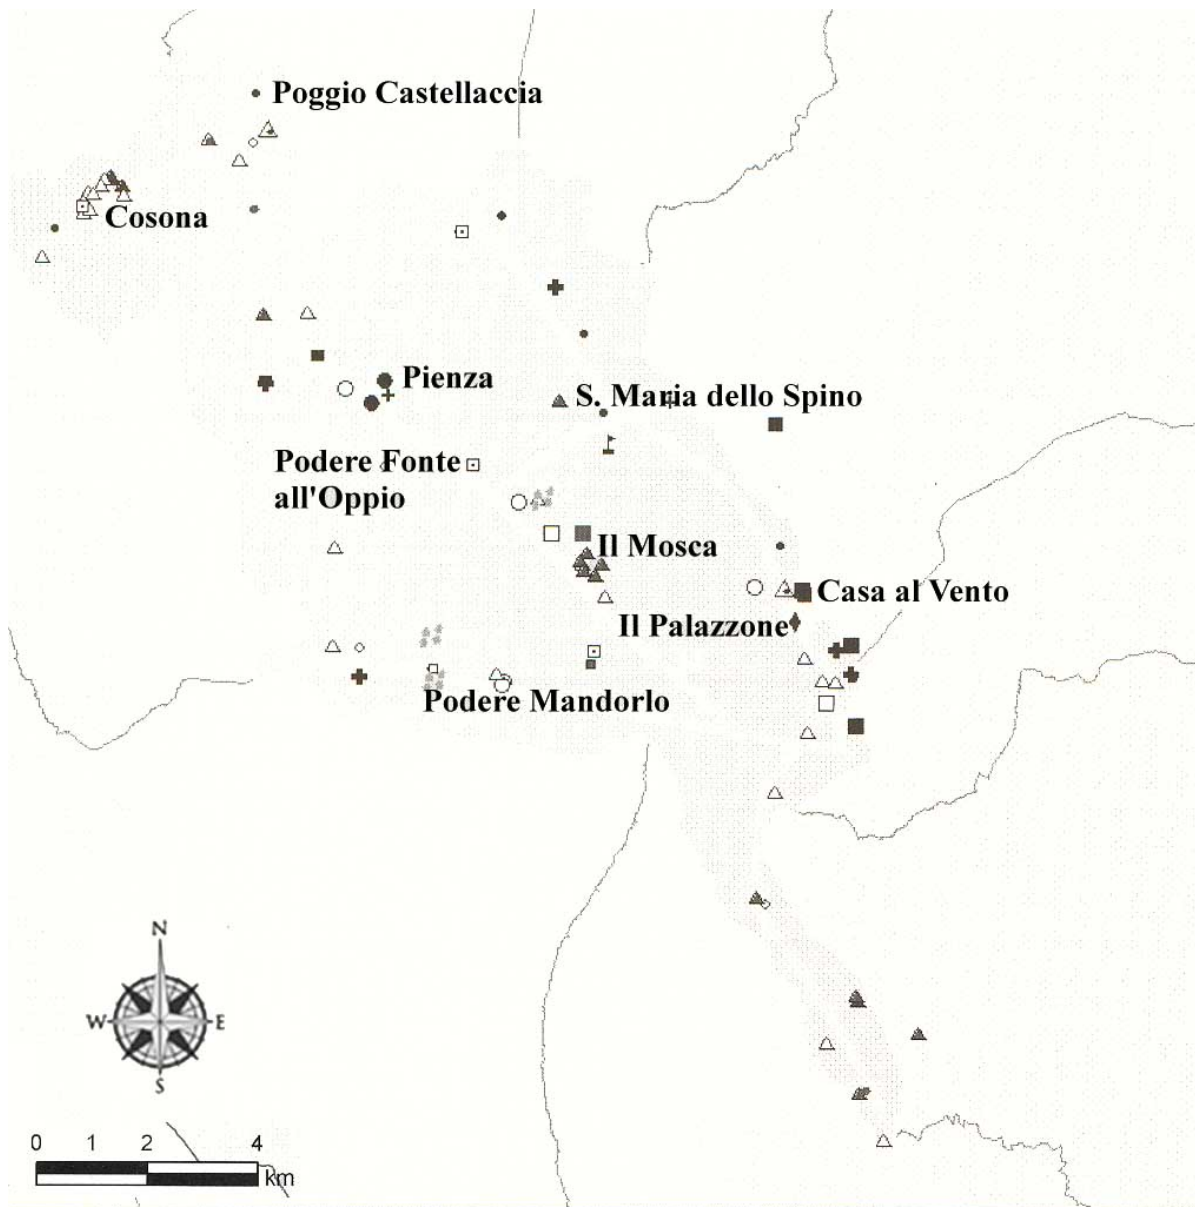 Poggio Castellaccia
Cosona
Pienza
S. Maria dello Spino
Podere Fonte
all'Oppio
Il Mosca
Casa al Vento
Il Palazzone
Podere Mandorlo
N
W E
S
0 1 2 4
km